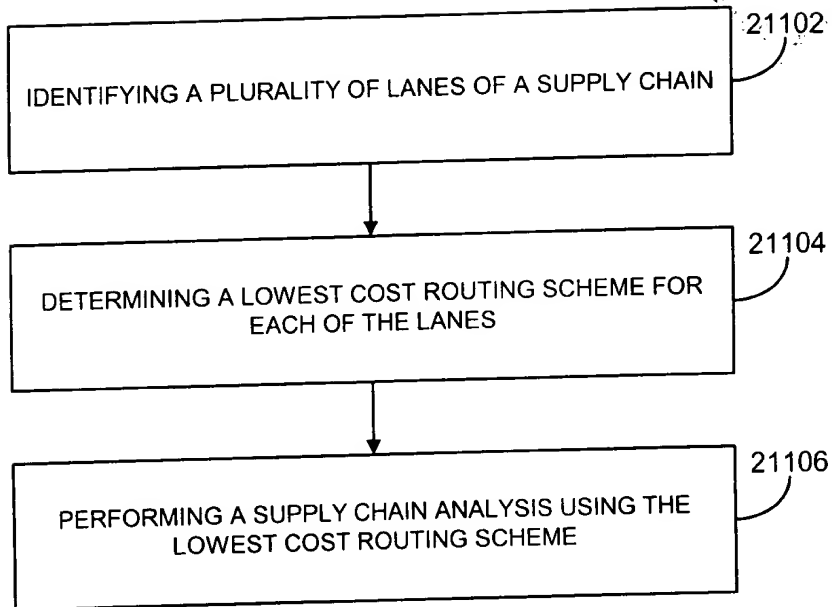 21102
IDENTIFYING A PLURALITY OF LANES OF A SUPPLY CHAIN
21104
DETERMINING A LOWEST COST ROUTING SCHEME FOR
EACH OF THE LANES
21106
PERFORMING A SUPPLY CHAIN ANALYSIS USING THE
LOWEST COST ROUTING SCHEME